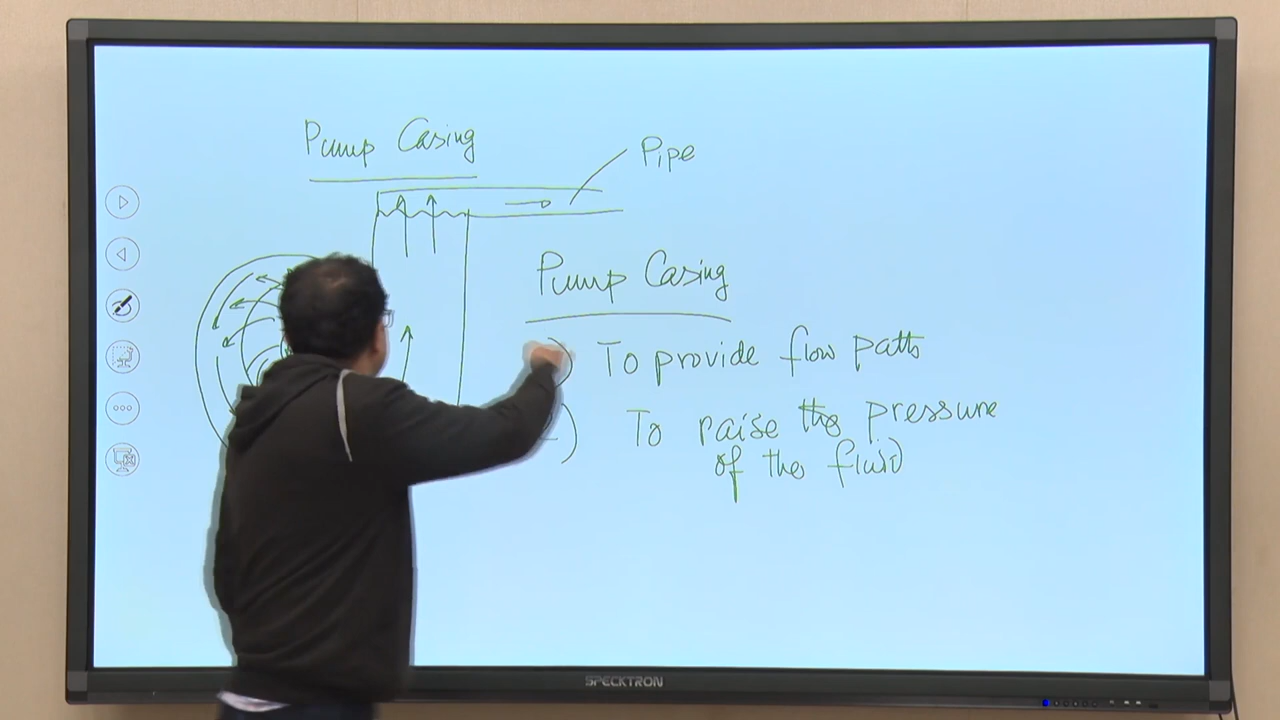 Pump Casing
Pipe
Pump Casing
) To provide flow path
) To raise the pressure
of the fluid
SPECKTRON